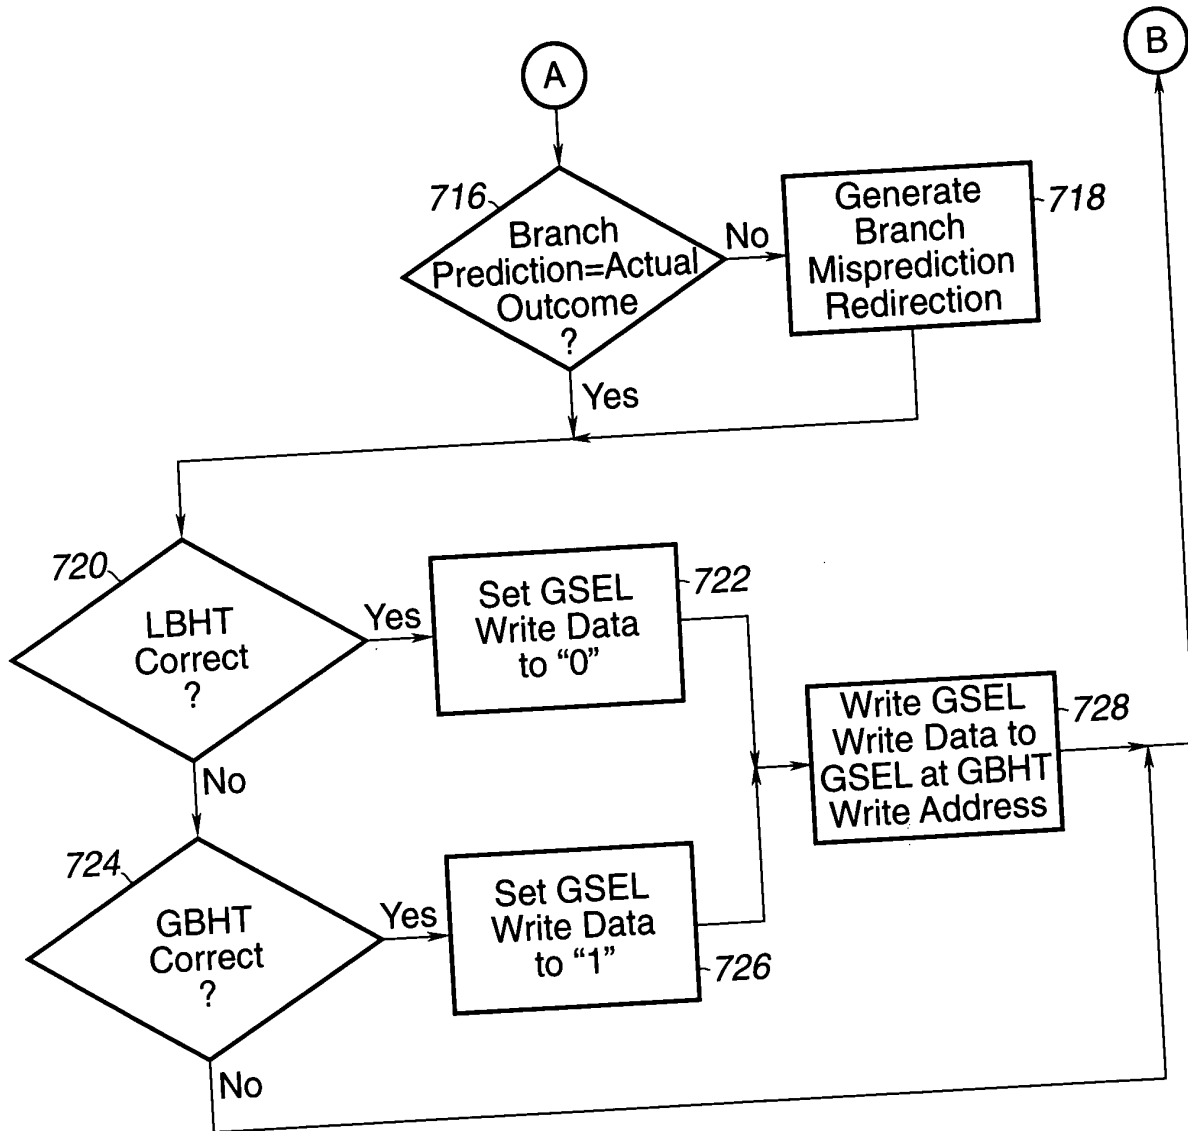 A
B
716
Branch
Prediction=Actual
Outcome
?
No
Generate
Branch
Misprediction
Redirection
718
Yes
720
LBHT
Correct
?
Yes
Set GSEL
Write Data
to “0”
722
No
Write GSEL
Write Data to
GSEL at GBHT
Write Address
728
724
GBHT
Correct
?
Yes
Set GSEL
Write Data
to “1”
726
No